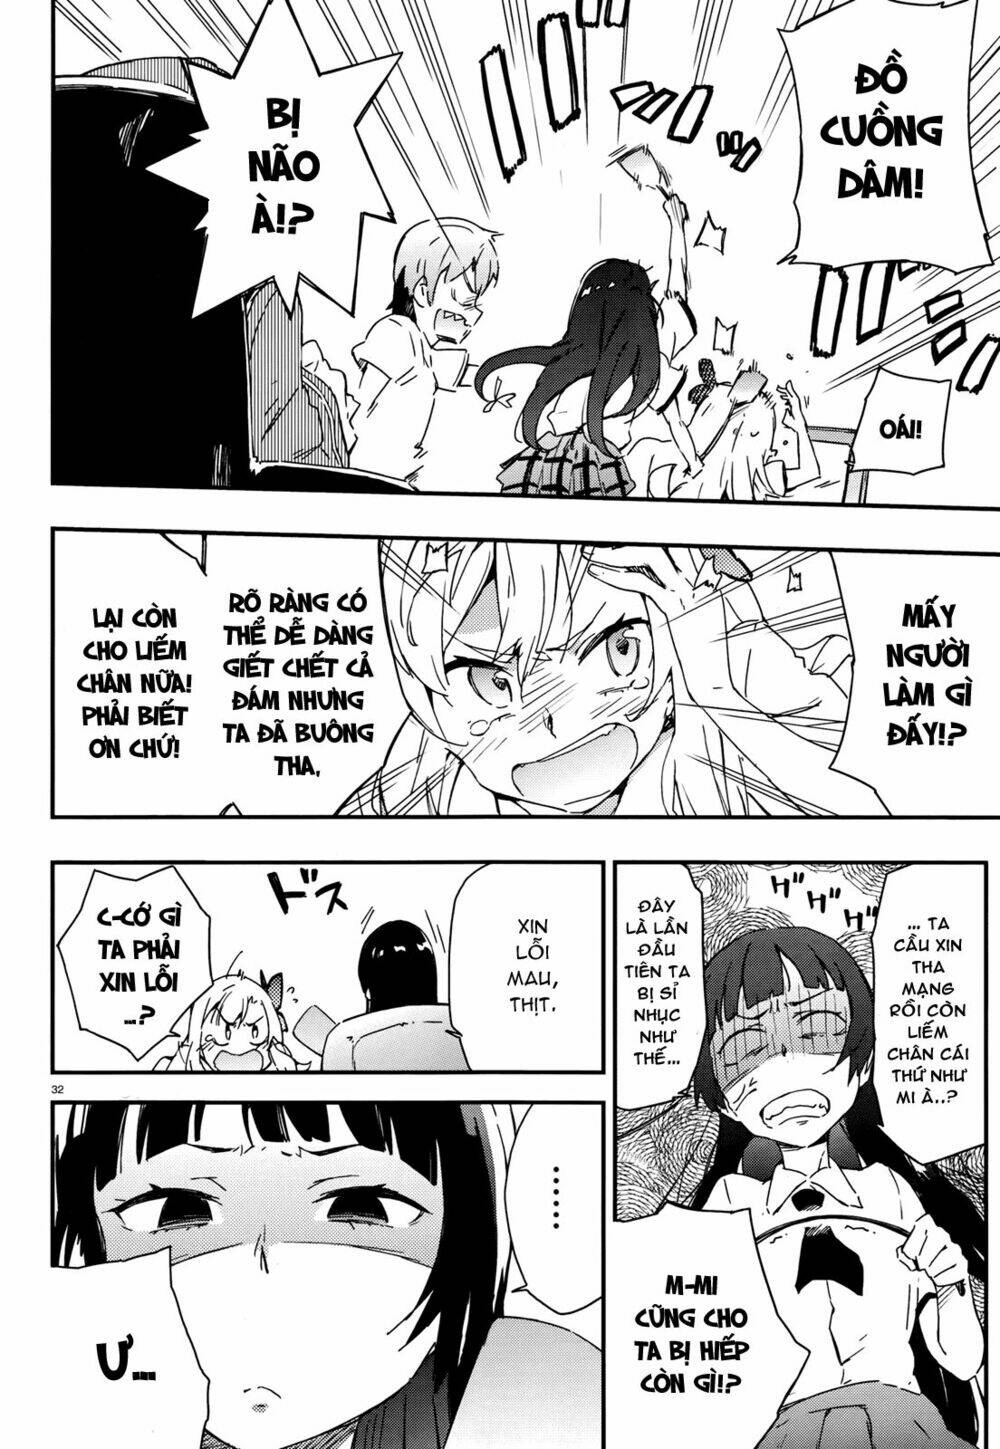 ĐỒ
CUỒNG
DÂM!
BỊ
NÃO
À!?
OÁI!
MẤY
NGƯỜI
LÀM GÌ
ĐẤY!?
RÕ RÀNG CÓ
THỂ DỄ DÀNG
GIẾT CHẾT CẢ
ĐÁM NHƯNG
TA ĐÃ BUÔNG
THA,
LẠI CÒN
CHO LIẾM
CHÂN NỮA!
PHẢI BIẾT
ƠN CHỨ!
... TA
CẦU XIN
THA
MẠNG
RỒI CÒN
LIẾM
CHÂN CÁI
THỨ NHƯ
MI À..?
ザザザ
ĐÂY
LÀ LẦN
ĐẦU
TIÊN TA
BỊ SỈ
NHỤC
NHƯ
THẾ...
M-MI
CŨNG CHO
TA BỊ HIẾP
CÒN GÌ!?
XIN
LỖI
MAU,
THỊT.
ドス
C-CỚ GÌ
TA PHẢI
XIN LỖI
...?
32
......
Ư...